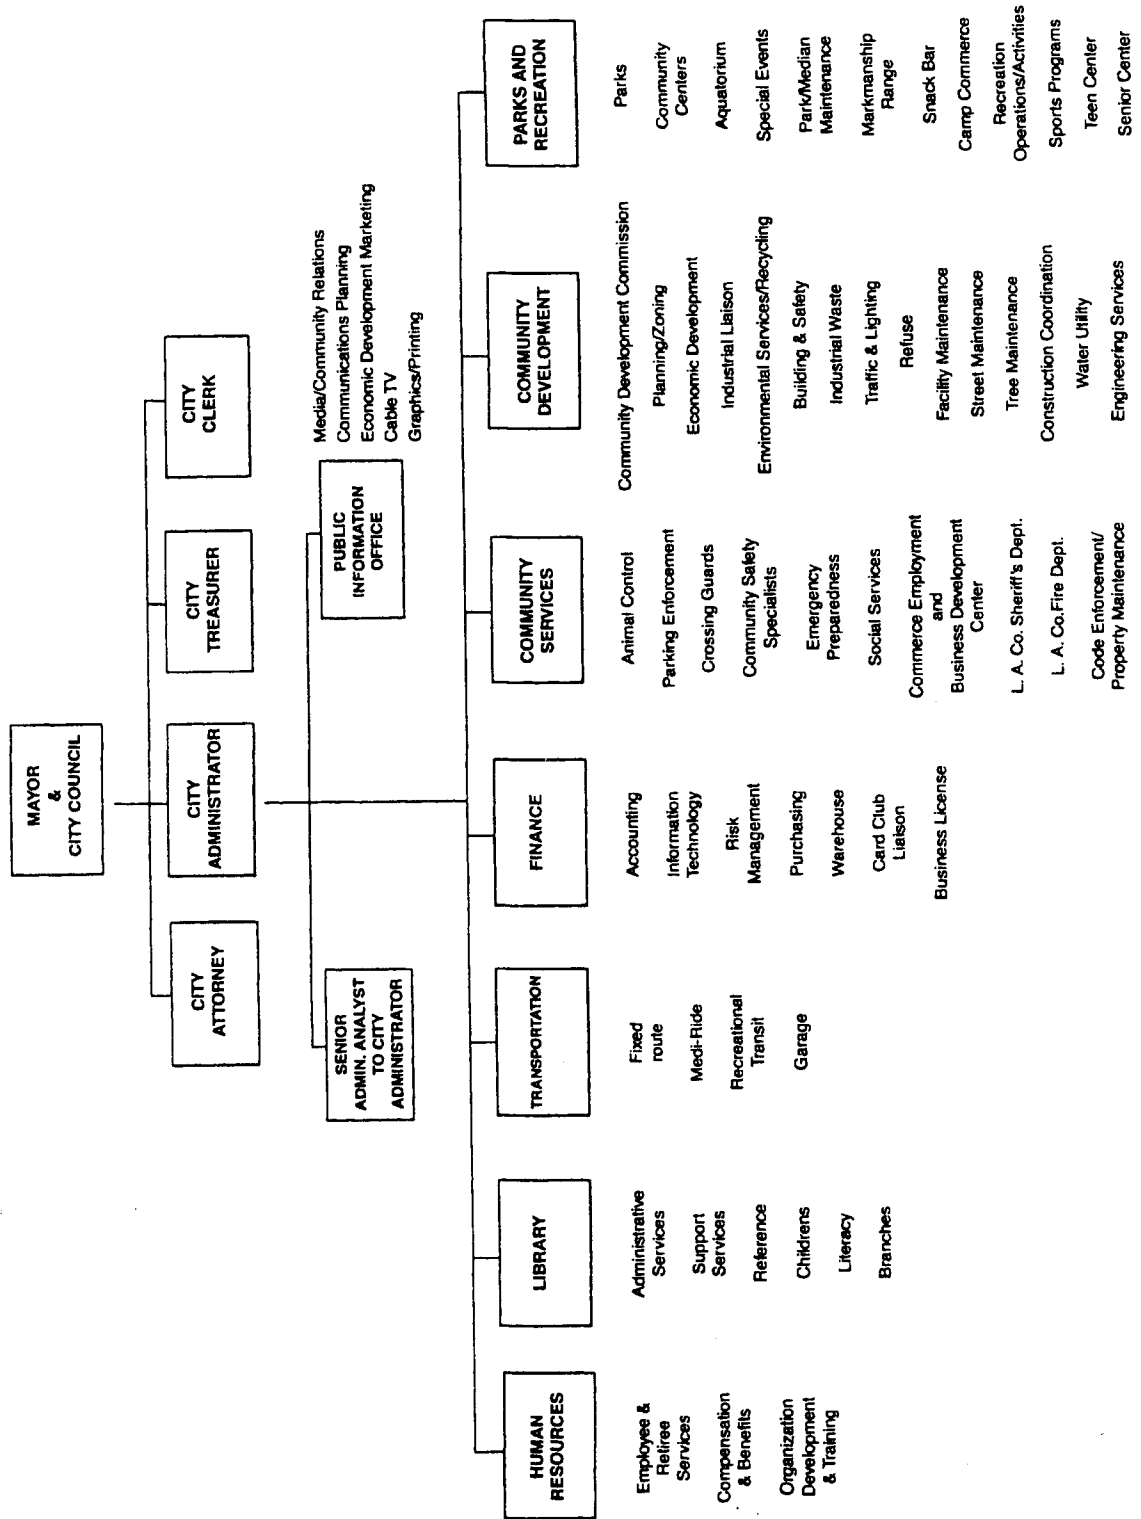 MAYOR
&
CITY COUNCIL
CITY
ATTORNEY
CITY
ADMINISTRATOR
CITY
TREASURER
CITY
CLERK
SENIOR
ADMIN. ANALYST
TO CITY
ADMINISTRATOR
PUBLIC
INFORMATION
OFFICE
Media/Community Relations
Communications Planning
Economic Development Marketing
Cable TV
Graphics/Printing
HUMAN
RESOURCES
Employee &
Retiree
Services
Compensation
& Benefits
Organization
Development
& Training
LIBRARY
Administrative
Services
Support
Services
Reference
Childrens
Literacy
Branches
TRANSPORTATION
Fixed
route
Medi-Ride
Recreational
Transit
Garage
FINANCE
Accounting
Information
Technology
Risk
Management
Purchasing
Warehouse
Card Club
Liaison
Business License
COMMUNITY
SERVICES
Animal Control
Parking Enforcement
Crossing Guards
Community Safety
Specialists
Emergency
Preparedness
Social Services
Commerce Employment
and
Business Development
Center
L. A. Co. Sheriff's Dept.
L. A. Co.Fire Dept.
Code Enforcement/
Property Maintenance
COMMUNITY
DEVELOPMENT
Community Development Commission
Planning/Zoning
Economic Development
Industrial Liaison
Environmental Services/Recycling
Building & Safety
Industrial Waste
Traffic & Lighting
Refuse
Facility Maintenance
Street Maintenance
Tree Maintenance
Construction Coordination
Water Utility
Engineering Services
PARKS AND
RECREATION
Parks
Community
Centers
Aquatorium
Special Events
Park/Median
Maintenance
Markmanship
Range
Snack Bar
Camp Commerce
Recreation
Operations/Activities
Sports Programs
Teen Center
Senior Center